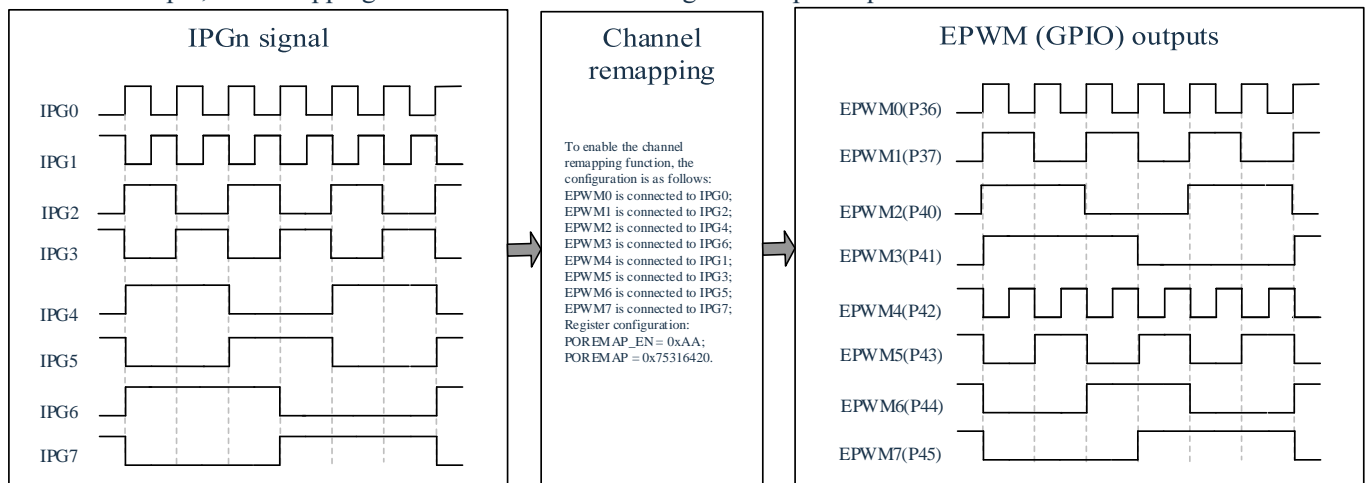 IPGn signal
IPG0
IPG1
IPG2
IPG3
IPG4
IPG5
IPG6
IPG7
Channel
remapping
To enable the channel
remapping function, the
configuration is as follows:
EPWM0 is connected to IPG0;
EPWM1 is connected to IPG2;
EPWM2 is connected to IPG4;
EPWM3 is connected to IPG6;
EPWM4 is connected to IPG1;
EPWM5 is connected to IPG3;
EPWM6 is connected to IPG5;
EPWM7 is connected to IPG7;
Register configuration:
POREMAP_EN = 0xAA;
POREMAP = 0x75316420.
EPWM (GPIO) outputs
EPWM0(P36)
EPWM1(P37)
EPWM2(P40)
EPWM3(P41)
EPWM4(P42)
EPWM5(P43)
EPWM6(P44)
EPWM7(P45)